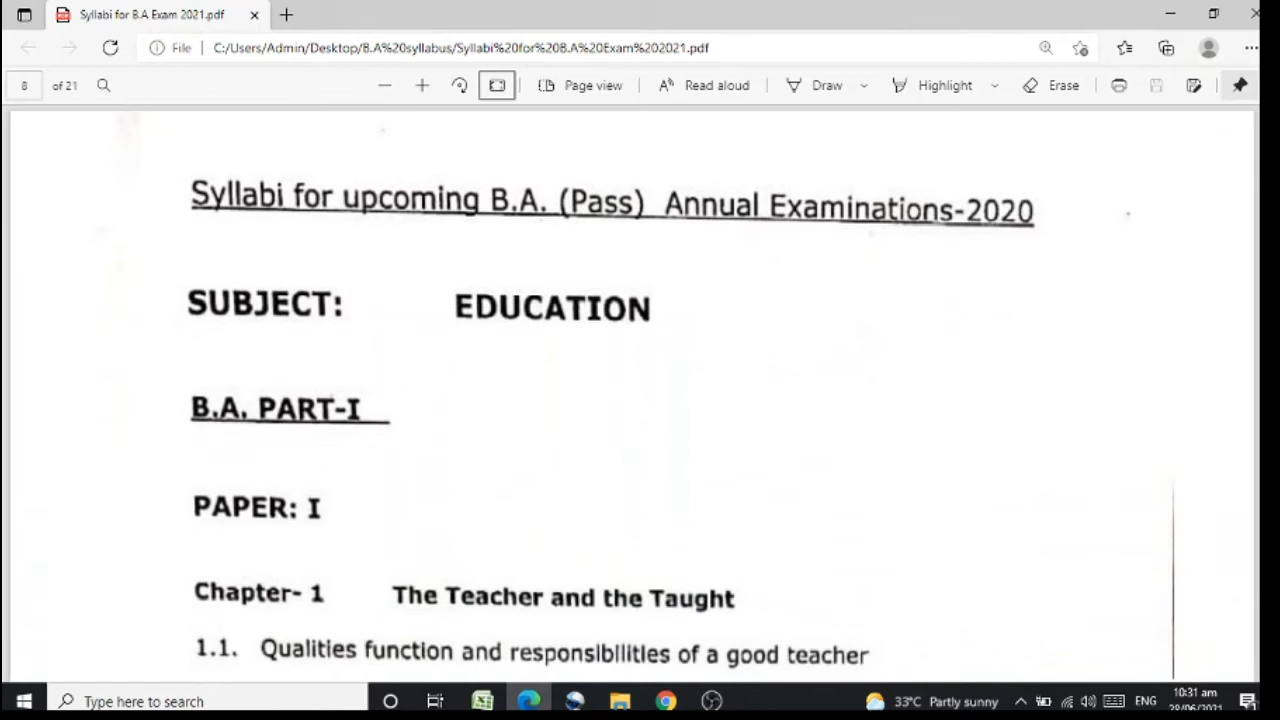 Syllabi for B.A Exam 2021.pdf
File C:/Users/Admin/Desktop/B.A%20syllabus/Syllabi%20for%20B.A%20Exam%202021.pdf
8 of 21 Page view Read aloud Draw Highlight Erase
Syllabi for upcoming B.A. (Pass) Annual Examinations-2020
SUBJECT: EDUCATION
B.A. PART-I
PAPER: I
Chapter- 1 The Teacher and the Taught
1.1. Qualities function and responsibilities of a good teacher
Type here to search 33°C Partly sunny ENG 10:31 am
28/06/2021